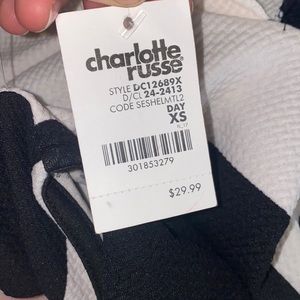 charlotte
russe
STYLE DC12689X
D/CL 24-2413
CODE SESHELMTL2
DAY
XS
301853279
$29.99